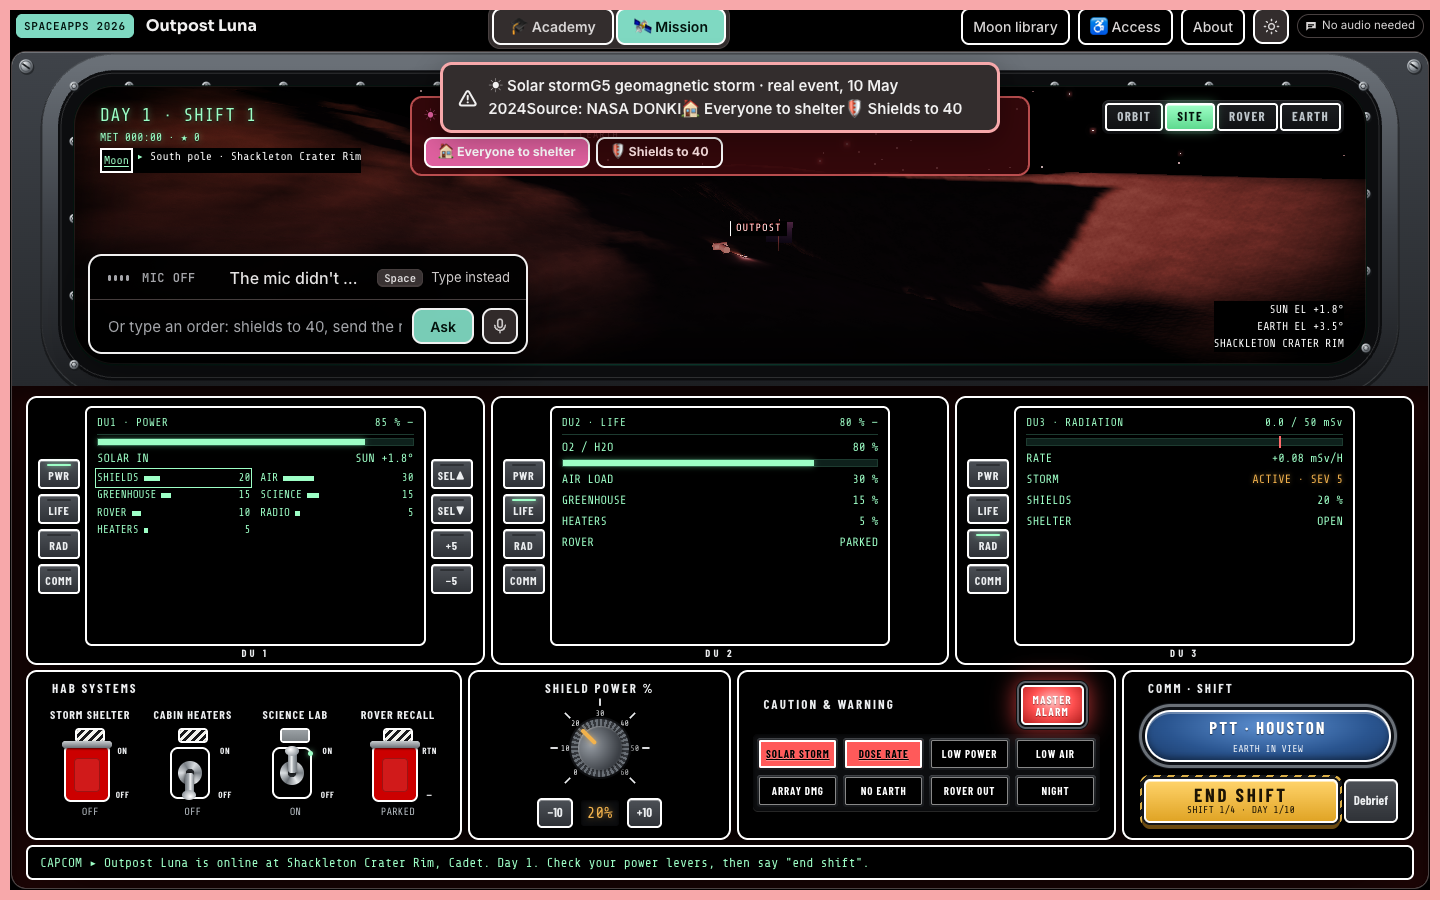 SPACEAPPS 2026 Outpost Luna
Academy Mission
Moon library Access About No audio needed
Solar stormG5 geomagnetic storm · real event, 10 May
2024Source: NASA DONKI Everyone to shelter Shields to 40
Everyone to shelter Shields to 40
DAY 1 · SHIFT 1
MET 000:00 · ★ 0
Moon ▸ South pole · Shackleton Crater Rim
ORBIT SITE ROVER EARTH
OUTPOST
MIC OFF The mic didn't ... Space Type instead
Or type an order: shields to 40, send the r Ask
SUN EL +1.8°
EARTH EL +3.5°
SHACKLETON CRATER RIM
PWR
LIFE
RAD
COMM
DU1 · POWER 85 % —
SOLAR IN SUN +1.8°
SHIELDS 20 AIR 30
GREENHOUSE 15 SCIENCE 15
ROVER 10 RADIO 5
HEATERS 5
SEL▲
SEL▼
+5
−5
DU 1
PWR
LIFE
RAD
COMM
DU2 · LIFE 80 % —
O2 / H2O 80 %
AIR LOAD 30 %
GREENHOUSE 15 %
HEATERS 5 %
ROVER PARKED
DU 2
PWR
LIFE
RAD
COMM
DU3 · RADIATION 0.0 / 50 mSv
RATE +0.08 mSv/H
STORM ACTIVE · SEV 5
SHIELDS 20 %
SHELTER OPEN
DU 3
HAB SYSTEMS
STORM SHELTER CABIN HEATERS SCIENCE LAB ROVER RECALL
ON ON ON RTN
OFF OFF OFF —
OFF OFF ON PARKED
SHIELD POWER %
0 10 20 30 40 50 60
−10 20% +10
CAUTION & WARNING
MASTER
ALARM
SOLAR STORM DOSE RATE LOW POWER LOW AIR
ARRAY DMG NO EARTH ROVER OUT NIGHT
COMM · SHIFT
PTT · HOUSTON
EARTH IN VIEW
END SHIFT
SHIFT 1/4 · DAY 1/10
Debrief
CAPCOM ▸ Outpost Luna is online at Shackleton Crater Rim, Cadet. Day 1. Check your power levers, then say "end shift".